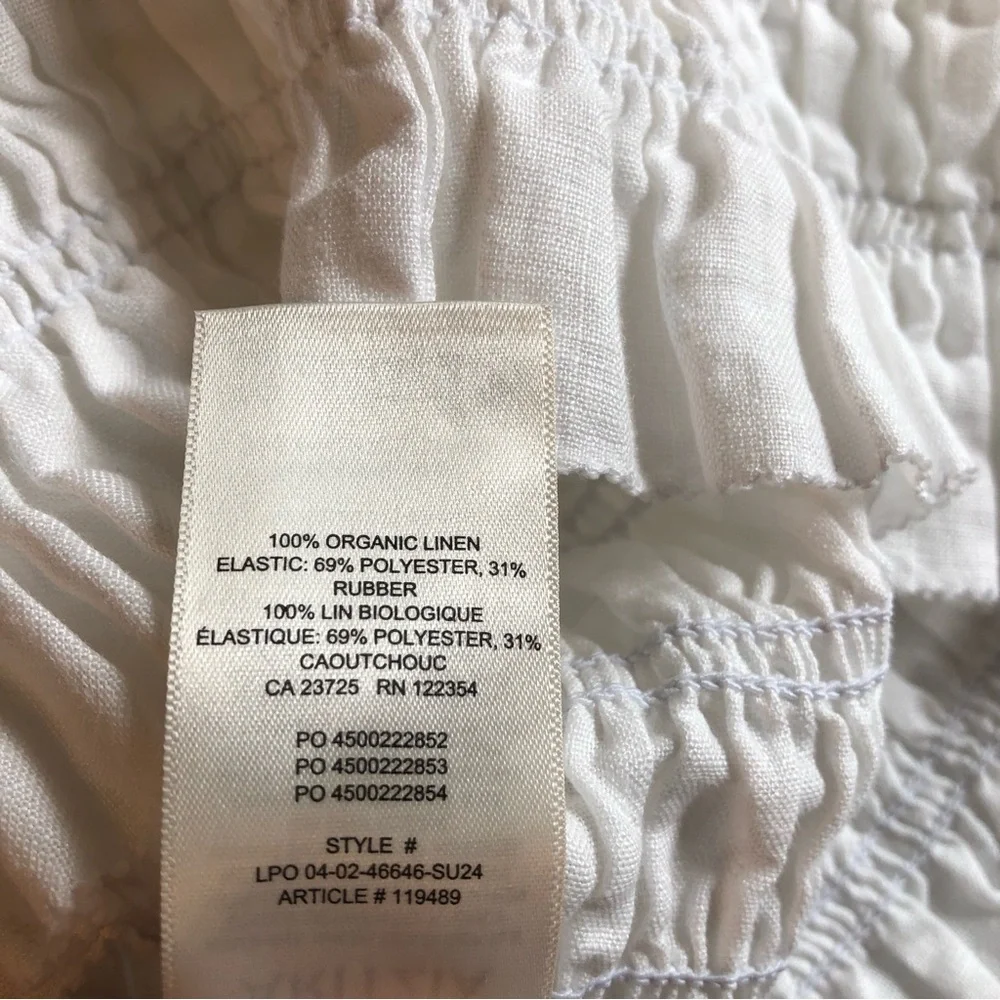 100% ORGANIC LINEN
ELASTIC: 69% POLYESTER, 31%
RUBBER
100% LIN BIOLOGIQUE
ÉLASTIQUE: 69% POLYESTER, 31%
CAOUTCHOUC
CA 23725 RN 122354
PO 4500222852
PO 4500222853
PO 4500222854
STYLE #
LPO 04-02-46646-SU24
ARTICLE # 119489